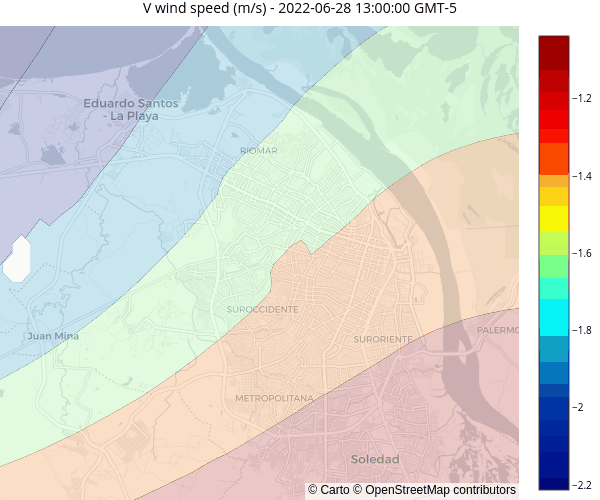 V wind speed (m/s) - 2022-06-28 13:00:00 GMT-5
Eduardo Santos
- La Playa
RIOMAR
SUROCCIDENTE
Juan Mina
SURORIENTE
PALERMO
METROPOLITANA
Soledad
© Carto © OpenStreetMap contributors
−1.2
−1.4
−1.6
−1.8
−2
−2.2